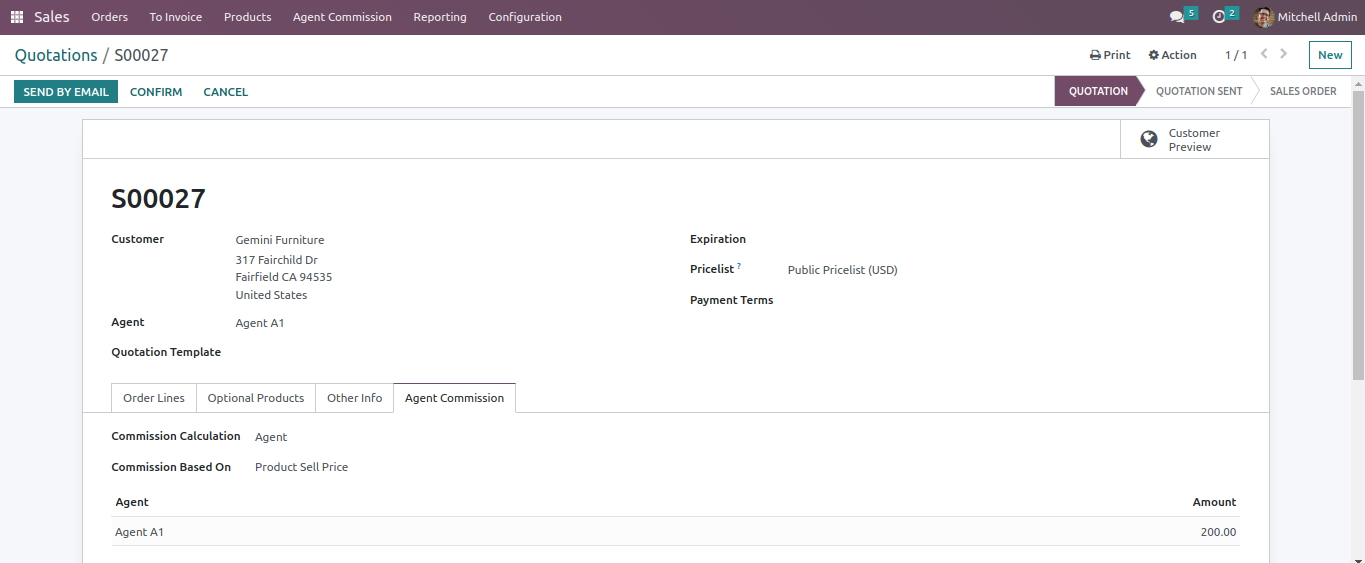 Sales Orders To Invoice Products Agent Commission Reporting Configuration 5 2 Mitchell Admin
Quotations / S00027 Print Action 1 / 1 New
SEND BY EMAIL CONFIRM CANCEL QUOTATION QUOTATION SENT SALES ORDER
Customer
Preview
S00027
Customer Gemini Furniture Expiration
317 Fairchild Dr
Fairfield CA 94535
United States
Pricelist ? Public Pricelist (USD)
Payment Terms
Agent Agent A1
Quotation Template
Order Lines Optional Products Other Info Agent Commission
Commission Calculation Agent
Commission Based On Product Sell Price
Agent Amount
Agent A1 200.00